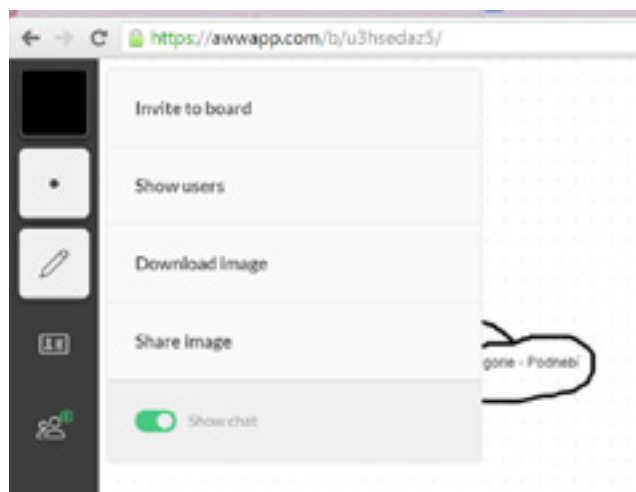 https://awwapp.com/b/u3hsedaz5/
Invite to board
Show users
Download image
Share image
gorie - Podnebí
Show chat